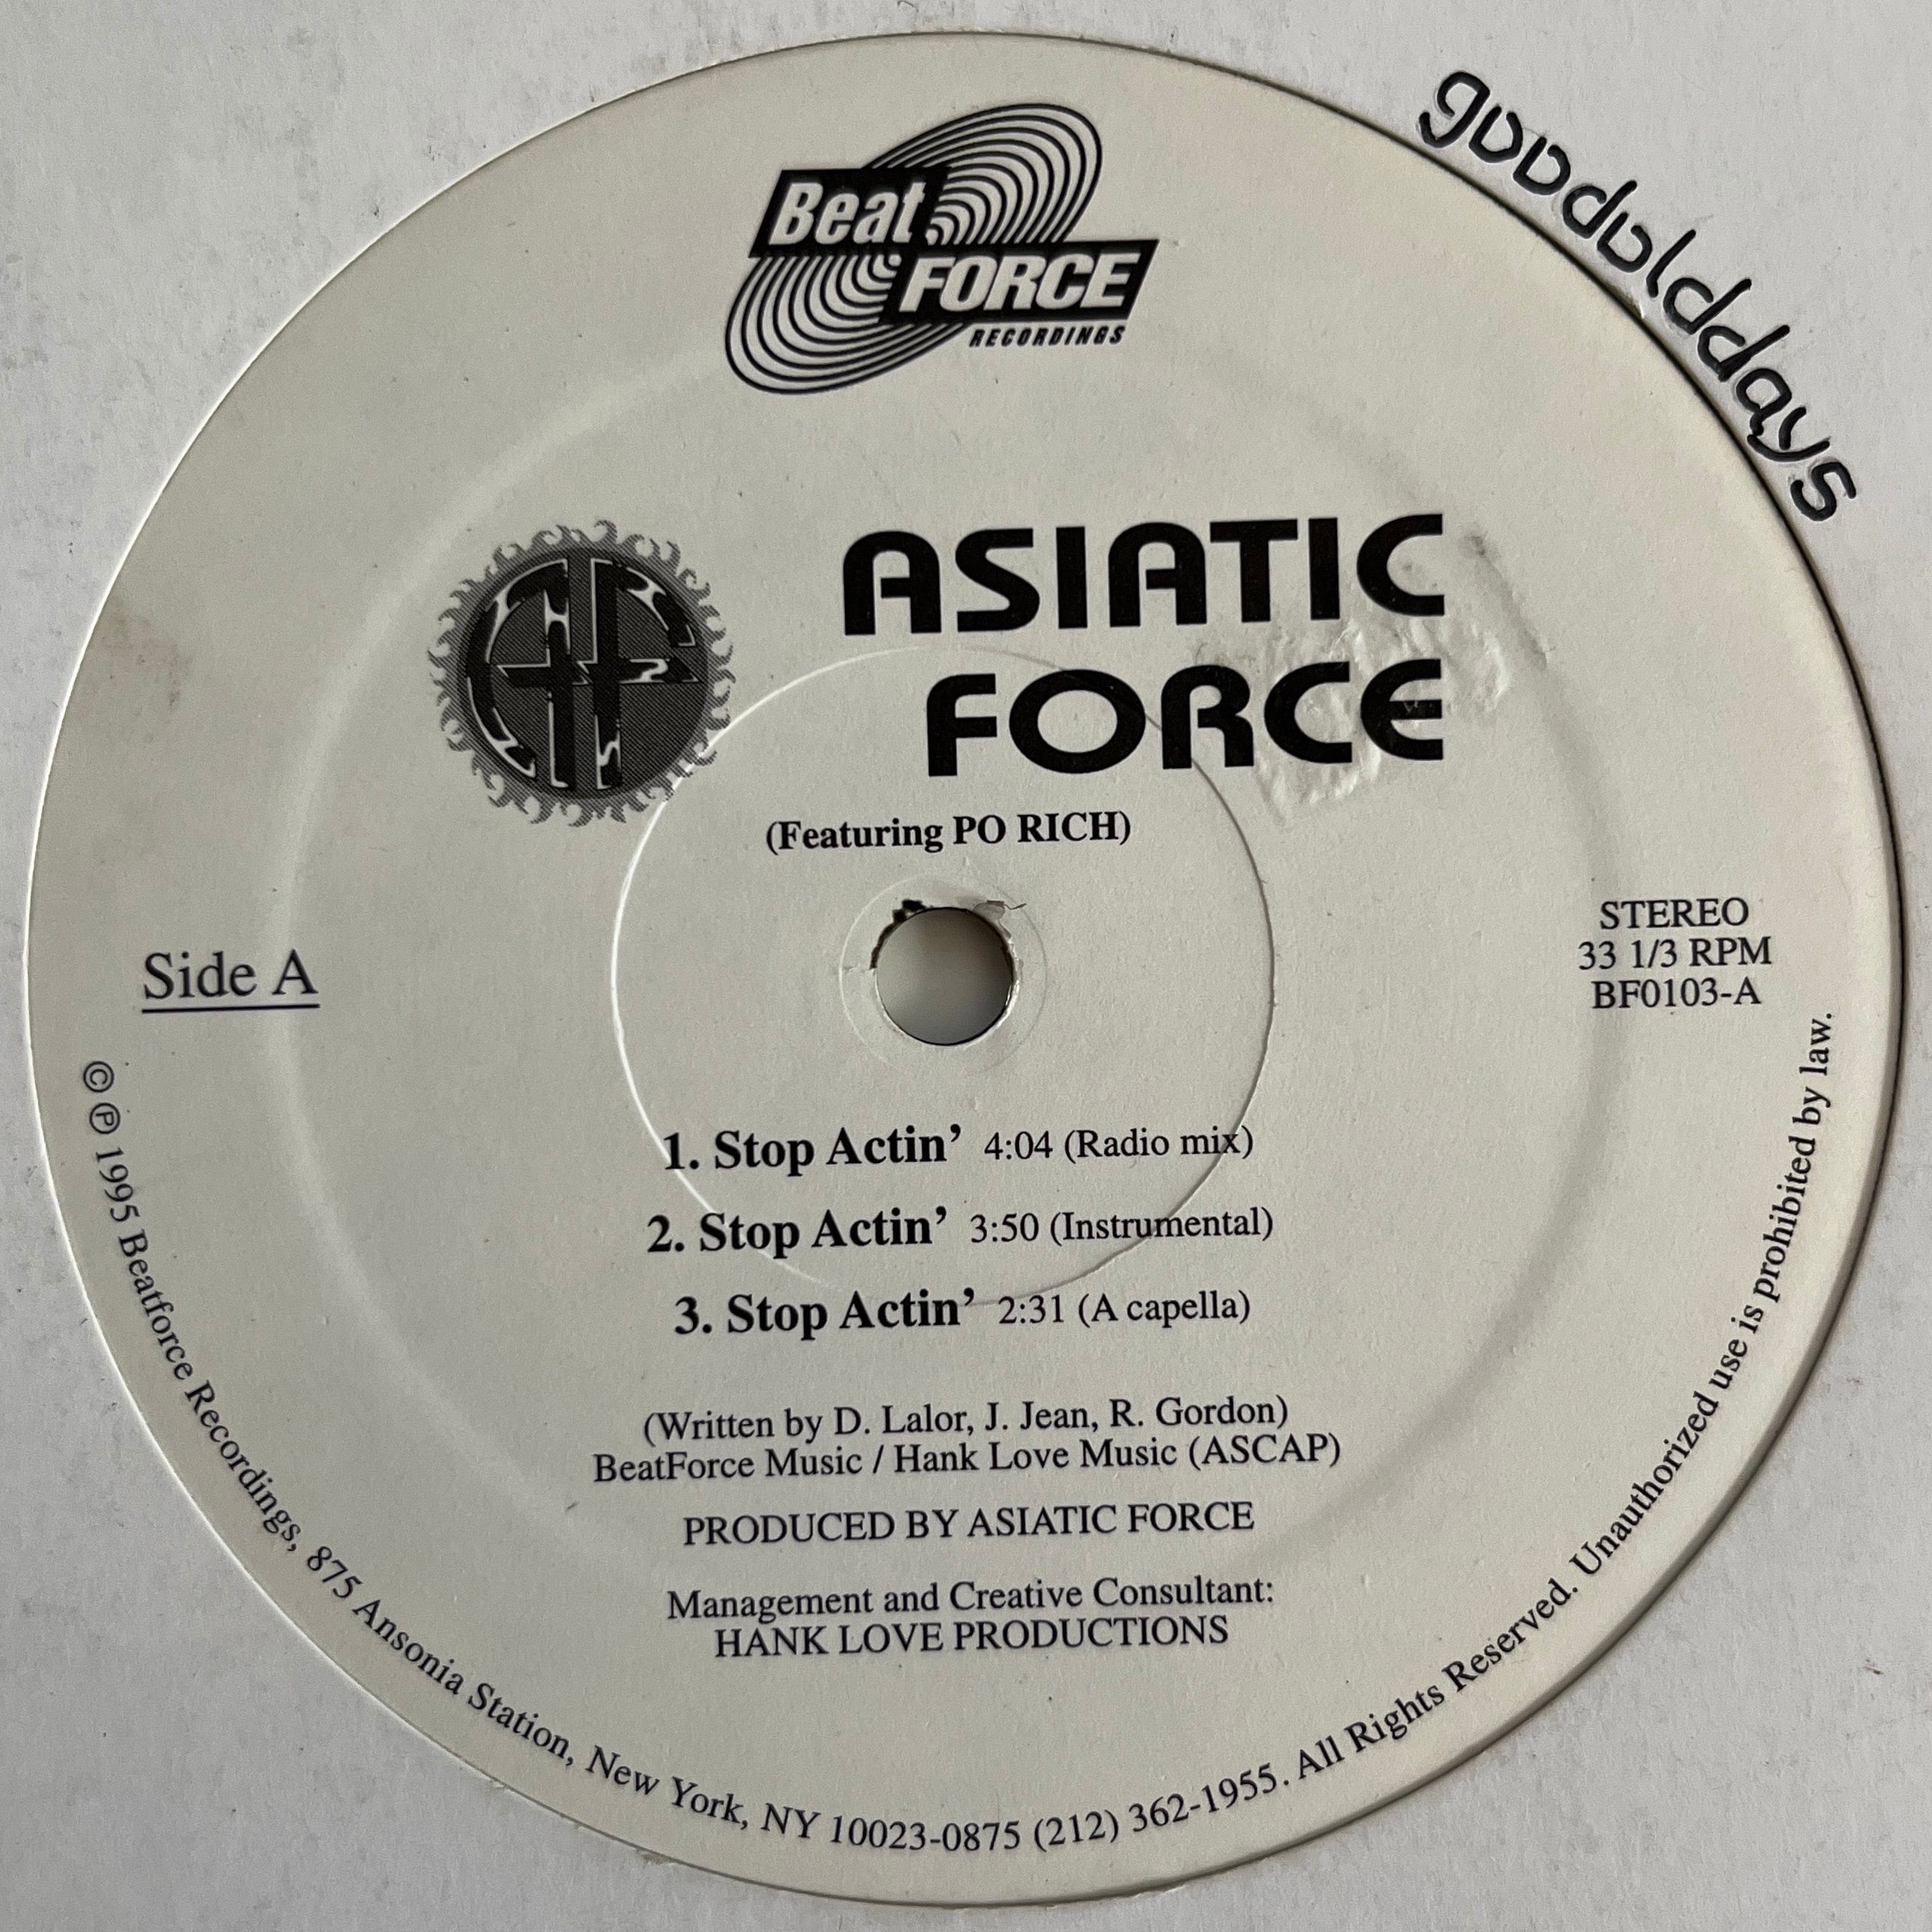 goodolddays
Beat
FORCE
RECORDINGS
AF
ASIATIC
FORCE
(Featuring PO RICH)
Side A
STEREO
33 1/3 RPM
BF0103-A
1. Stop Actin’ 4:04 (Radio mix)
2. Stop Actin’ 3:50 (Instrumental)
3. Stop Actin’ 2:31 (A capella)
(Written by D. Lalor, J. Jean, R. Gordon)
BeatForce Music / Hank Love Music (ASCAP)
PRODUCED BY ASIATIC FORCE
Management and Creative Consultant:
HANK LOVE PRODUCTIONS
© ℗ 1995 Beatforce Recordings, 875 Ansonia Station, New York, NY 10023-0875 (212) 362-1955. All Rights Reserved. Unauthorized use is prohibited by law.